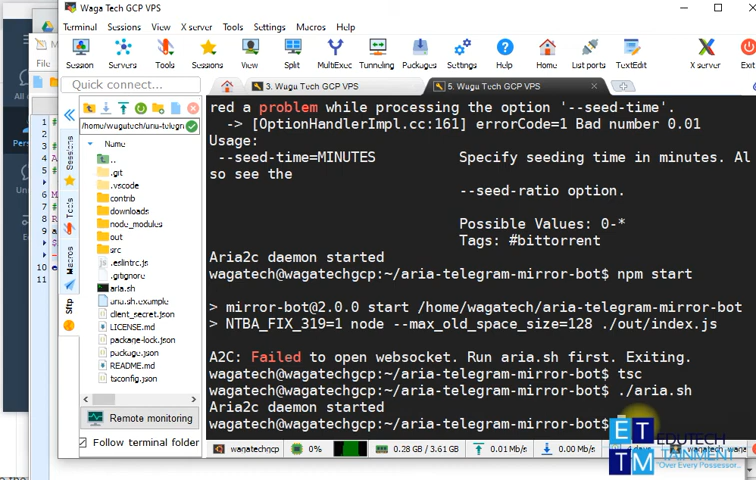 Waga Tech GCP VPS
Terminal Sessions View X server Tools Settings Macros Help
Session Servers Tools Sessions View Split MultiExec Tunneling Packages Settings Help Home List ports TextEdit X server Exit
Quick connect...
3. Waga Tech GCP VPS
5. Waga Tech GCP VPS
File
Sessions
Tools
Macros
Sftp
Name
..
.git
.vscode
contrib
downloads
node_modules
out
src
.eslintrc.js
.gitignore
aria.sh
aria.sh.example
client_secret.json
LICENSE.md
package-lock.json
package.json
README.md
tsconfig.json
Remote monitoring
Follow terminal folder
red a problem while processing the option '--seed-time'.
-> [OptionHandlerImpl.cc:161] errorCode=1 Bad number 0.01
Usage:
--seed-time=MINUTES Specify seeding time in minutes. Al
so see the
--seed-ratio option.
Possible Values: 0-*
Tags: #bittorrent
Aria2c daemon started
wagatech@wagatechgcp:~/aria-telegram-mirror-bot$ npm start
> mirror-bot@2.0.0 start /home/wagatech/aria-telegram-mirror-bot
> NTBA_FIX_319=1 node --max_old_space_size=128 ./out/index.js
A2C: Failed to open websocket. Run aria.sh first. Exiting.
wagatech@wagatechgcp:~/aria-telegram-mirror-bot$ tsc
wagatech@wagatechgcp:~/aria-telegram-mirror-bot$ ./aria.sh
Aria2c daemon started
wagatech@wagatechgcp:~/aria-telegram-mirror-bot$
wagatechgcp 0% 0.28 GB / 3.61 GB 0.01 Mb/s 0.00 Mb/s
ET TM EDUTECH TAINMENT
"Over Every Possessor..."